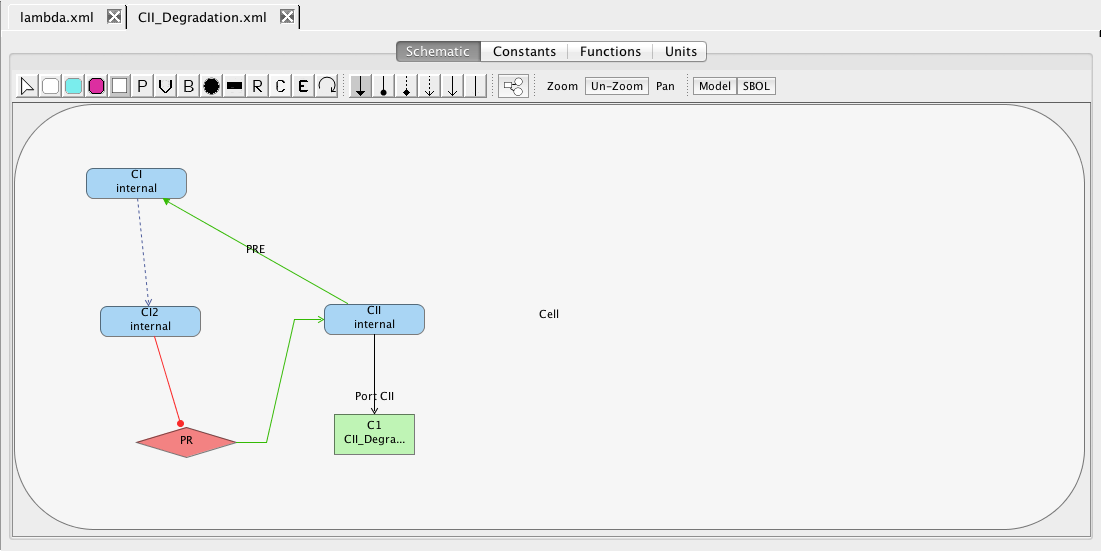 lambda.xml CII_Degradation.xml
Schematic Constants Functions Units
P V B R C E Zoom Un-Zoom Pan Model SBOL
CI
internal
PRE
CI2
internal
CII
internal
Cell
Port CII
C1
CII_Degra...
PR